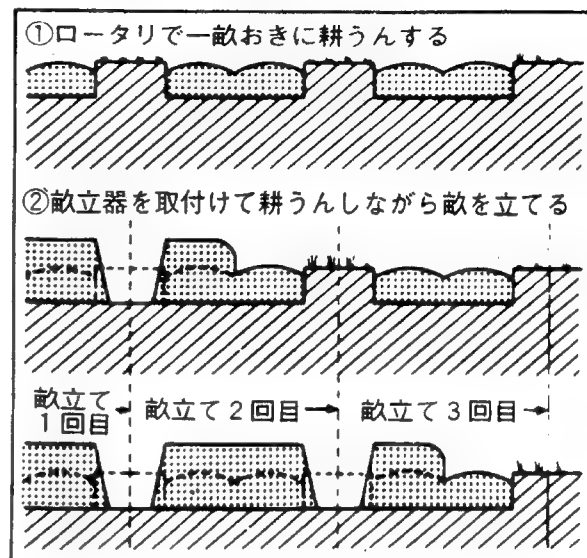 ①ロータリで一畝おきに耕うんする
②畝立器を取付けて耕うんしながら畝を立てる
畝立て
1回目
畝立て2回目
畝立て3回目